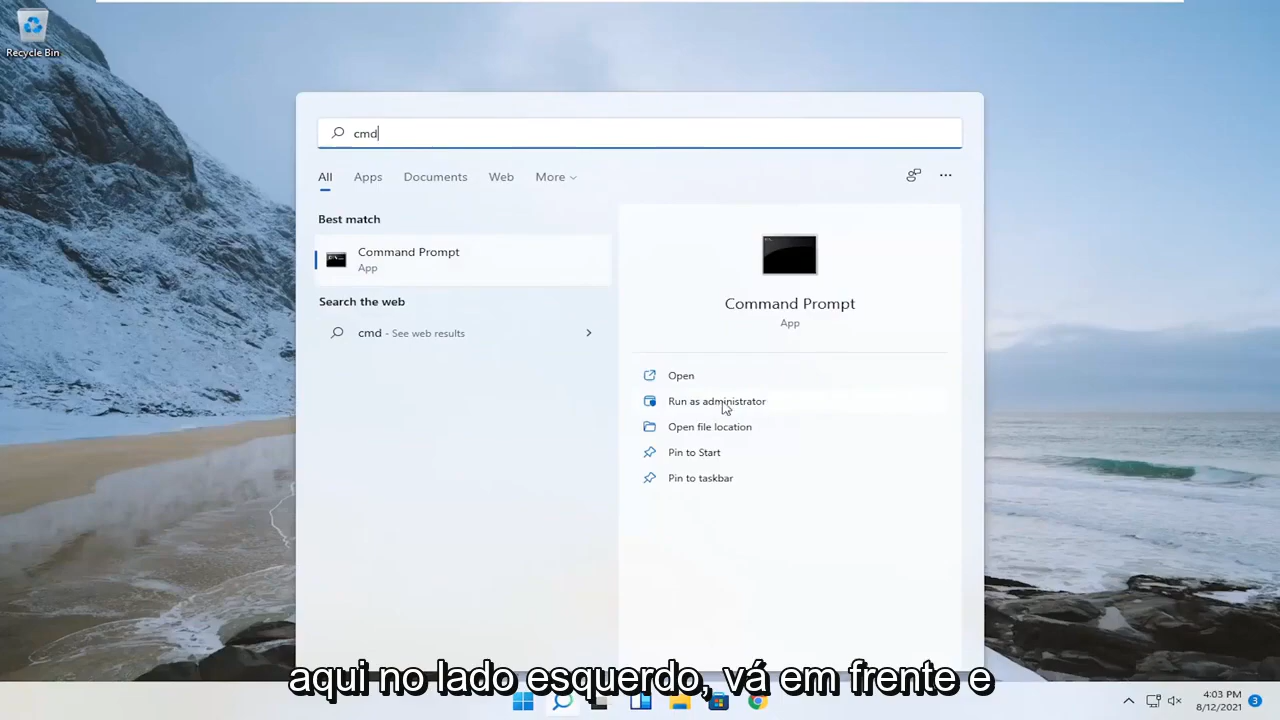 Recycle Bin
cmd
All Apps Documents Web More
Best match
Command Prompt
App
Search the web
cmd - See web results
Command Prompt
App
Open
Run as administrator
Open file location
Pin to Start
Pin to taskbar
aqui no lado esquerdo, vá em frente e
4:03 PM
8/12/2021
3